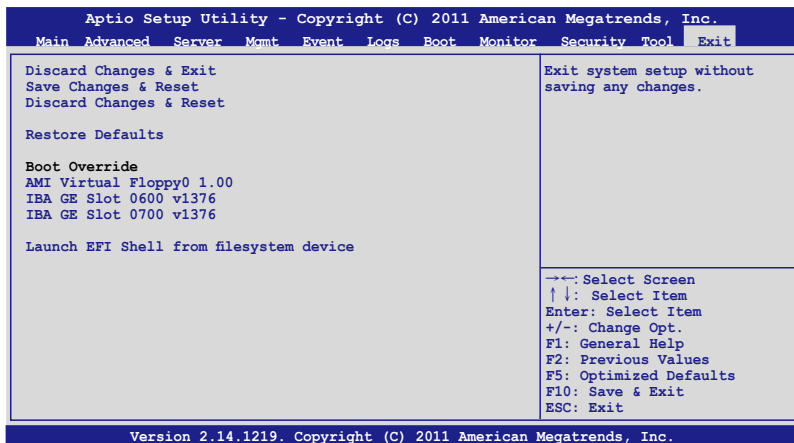 Aptio Setup Utility - Copyright (C) 2011 American Megatrends, Inc.
Main Advanced Server Mgmt Event Logs Boot Monitor Security Tool Exit
Discard Changes & Exit
Save Changes & Reset
Discard Changes & Reset
Restore Defaults
Boot Override
AMI Virtual Floppy0 1.00
IBA GE Slot 0600 v1376
IBA GE Slot 0700 v1376
Launch EFI Shell from filesystem device
Exit system setup without
saving any changes.
→←: Select Screen
↑↓: Select Item
Enter: Select Item
+/-: Change Opt.
F1: General Help
F2: Previous Values
F5: Optimized Defaults
F10: Save & Exit
ESC: Exit
Version 2.14.1219. Copyright (C) 2011 American Megatrends, Inc.